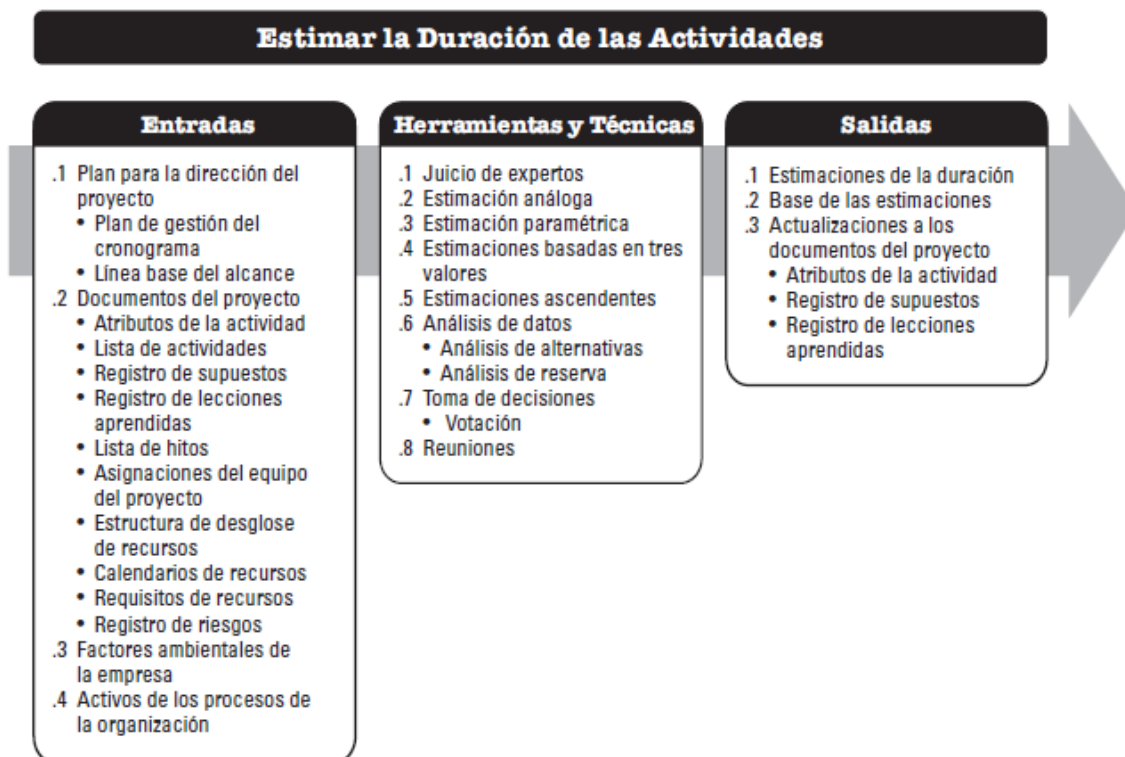 Estimar la Duración de las Actividades
Entradas
.1 Plan para la dirección del
proyecto
• Plan de gestión del
cronograma
• Línea base del alcance
.2 Documentos del proyecto
• Atributos de la actividad
• Lista de actividades
• Registro de supuestos
• Registro de lecciones
aprendidas
• Lista de hitos
• Asignaciones del equipo
del proyecto
• Estructura de desglose
de recursos
• Calendarios de recursos
• Requisitos de recursos
• Registro de riesgos
.3 Factores ambientales de
la empresa
.4 Activos de los procesos de
la organización
Herramientas y Técnicas
.1 Juicio de expertos
.2 Estimación análoga
.3 Estimación paramétrica
.4 Estimaciones basadas en tres
valores
.5 Estimaciones ascendentes
.6 Análisis de datos
• Análisis de alternativas
• Análisis de reserva
.7 Toma de decisiones
• Votación
.8 Reuniones
Salidas
.1 Estimaciones de la duración
.2 Base de las estimaciones
.3 Actualizaciones a los
documentos del proyecto
• Atributos de la actividad
• Registro de supuestos
• Registro de lecciones
aprendidas